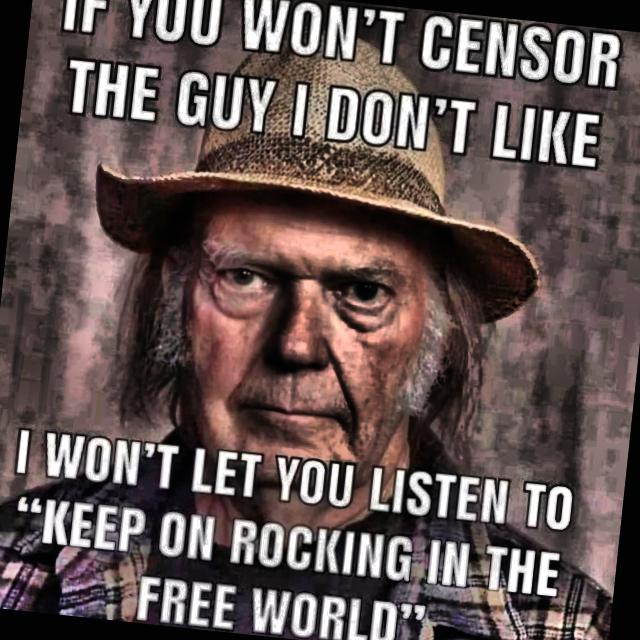 IF YOU WON'T CENSOR
THE GUY I DON'T LIKE
I WON'T LET YOU LISTEN TO
“KEEP ON ROCKING IN THE
FREE WORLD”